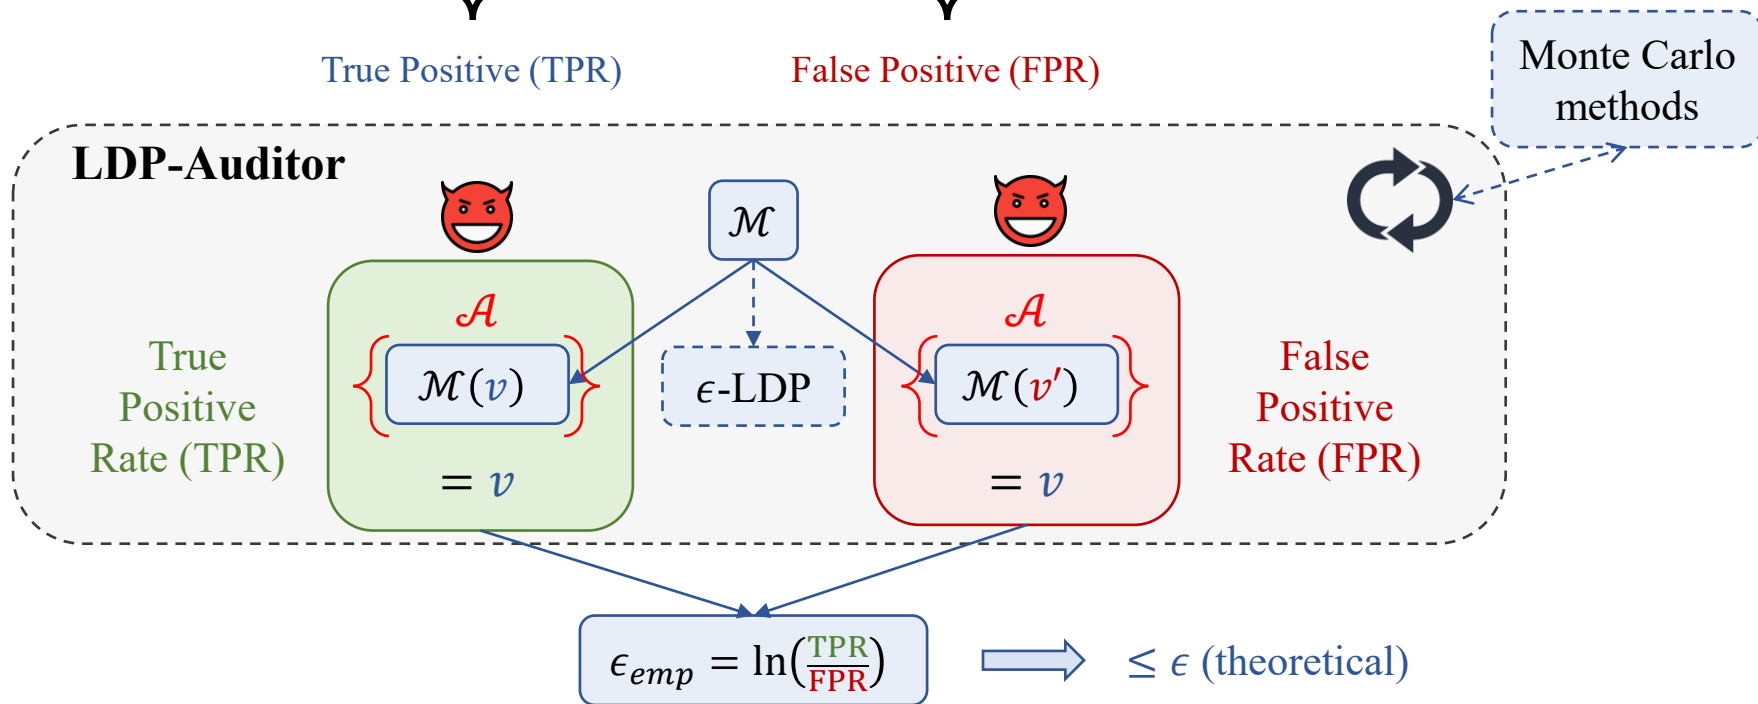 True Positive (TPR)
False Positive (FPR)
Monte Carlo
methods
LDP-Auditor
ℳ
𝒜
ℳ(v)
= v
ϵ-LDP
𝒜
ℳ(v′)
= v
True
Positive
Rate (TPR)
False
Positive
Rate (FPR)
ϵ_emp = ln(TPR/FPR)
≤ ϵ (theoretical)